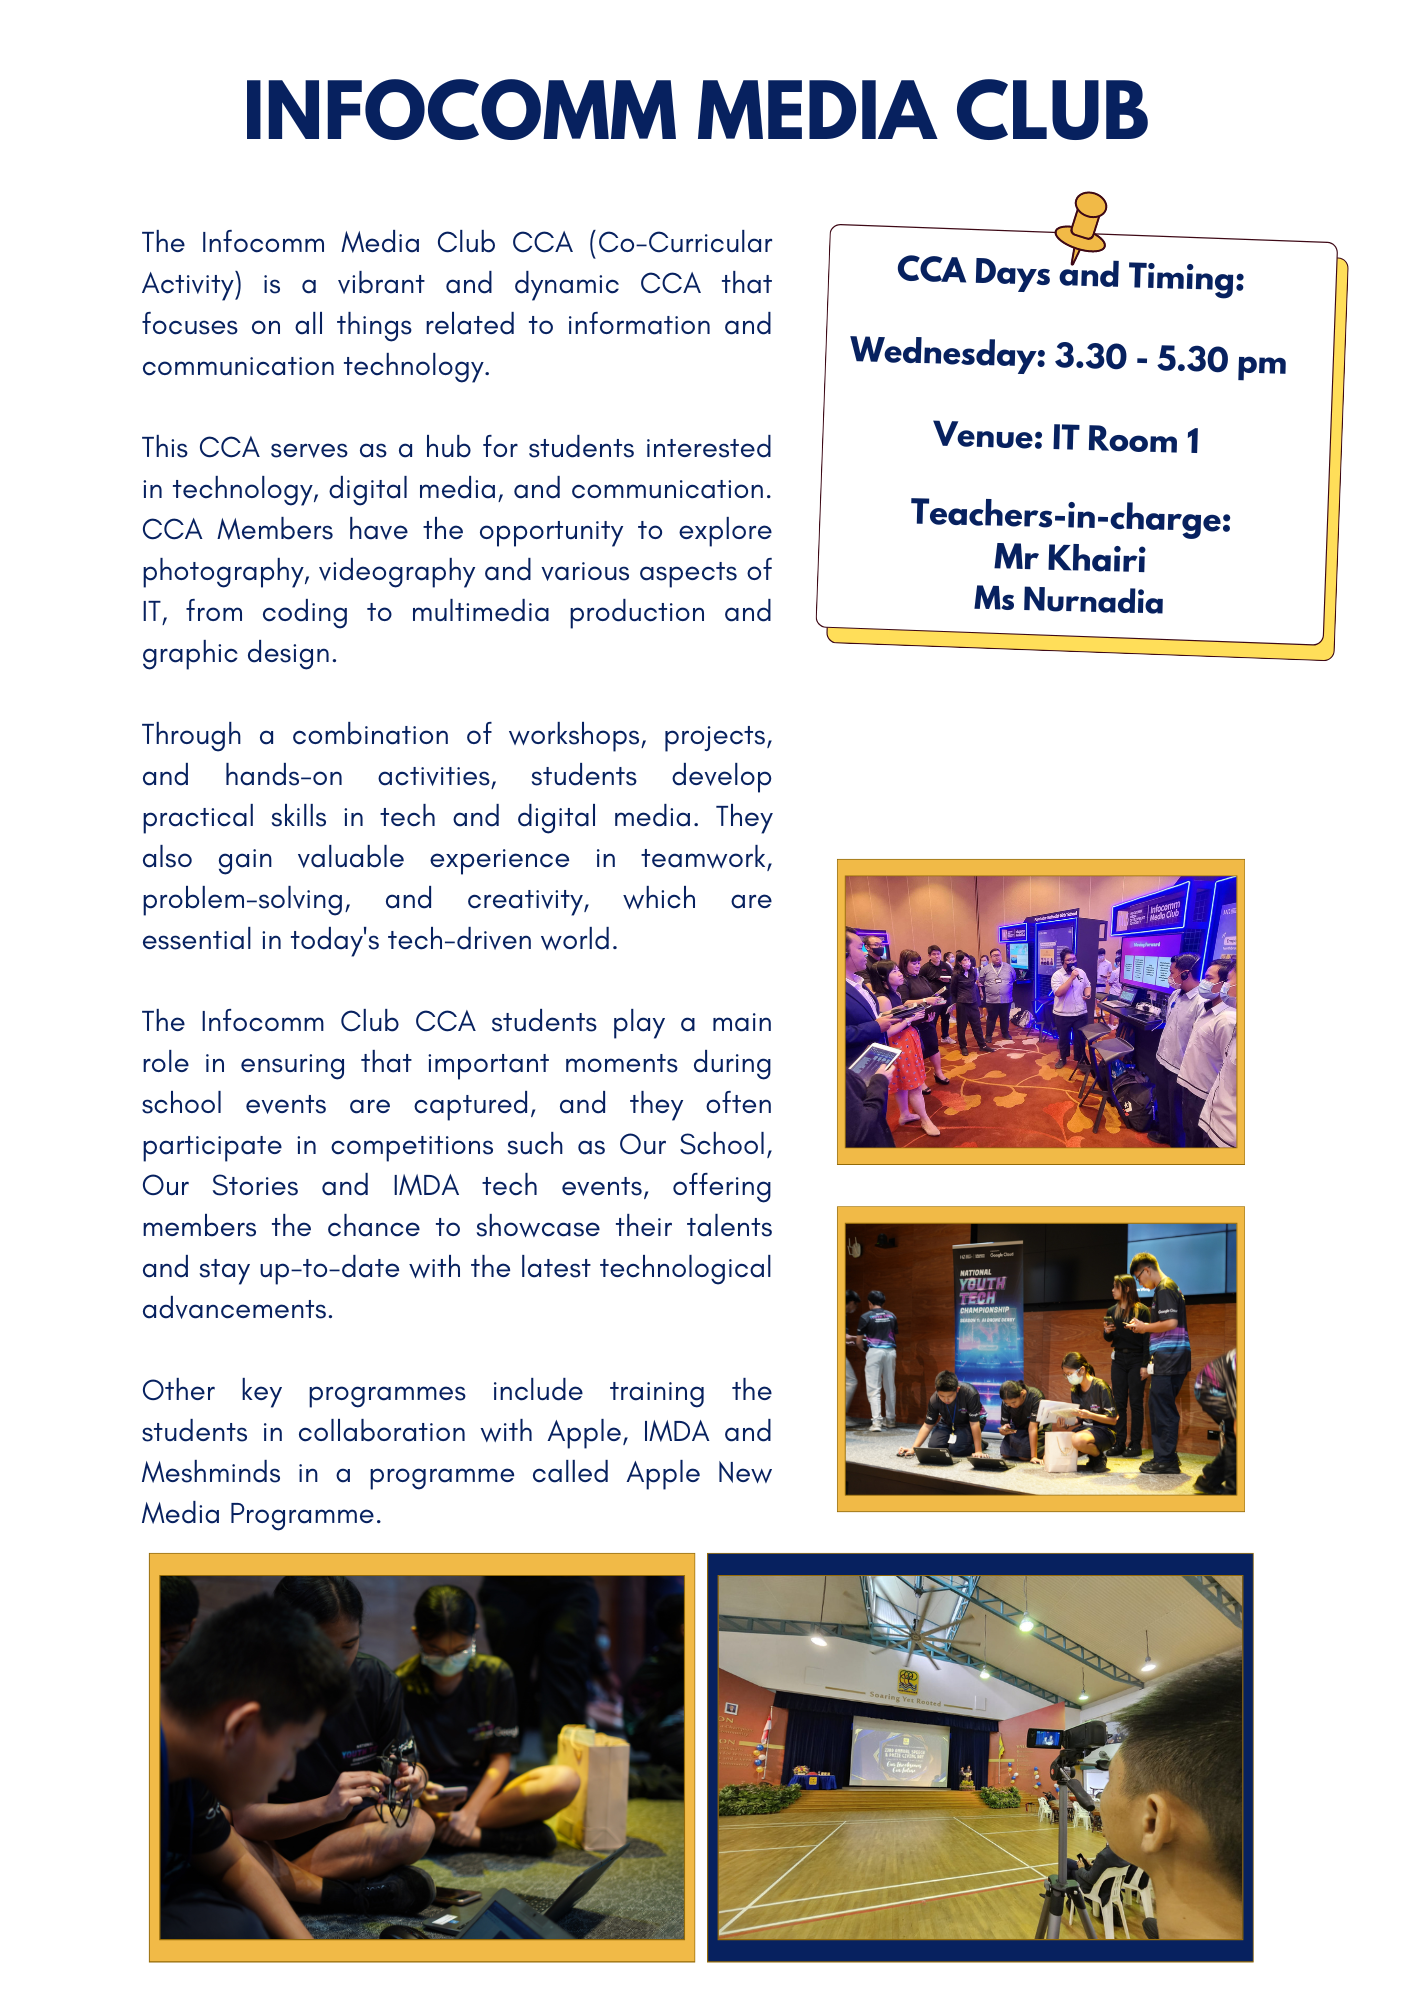 INFOCOMM MEDIA CLUB
The Infocomm Media Club CCA (Co-Curricular
Activity) is a vibrant and dynamic CCA that
focuses on all things related to information and
communication technology.
This CCA serves as a hub for students interested
in technology, digital media, and communication.
CCA Members have the opportunity to explore
photography, videography and various aspects of
IT, from coding to multimedia production and
graphic design.
Through a combination of workshops, projects,
and hands-on activities, students develop
practical skills in tech and digital media. They
also gain valuable experience in teamwork,
problem-solving, and creativity, which are
essential in today's tech-driven world.
The Infocomm Club CCA students play a main
role in ensuring that important moments during
school events are captured, and they often
participate in competitions such as Our School,
Our Stories and IMDA tech events, offering
members the chance to showcase their talents
and stay up-to-date with the latest technological
advancements.
Other key programmes include training the
students in collaboration with Apple, IMDA and
Meshminds in a programme called Apple New
Media Programme.
CCA Days and Timing:
Wednesday: 3.30 - 5.30 pm
Venue: IT Room 1
Teachers-in-charge:
Mr Khairi
Ms Nurnadia
Infocomm
Media Club
Google Cloud
NATIONAL
YOUTH
TECH
CHAMPIONSHIP
Google
Soaring Yet Rooted